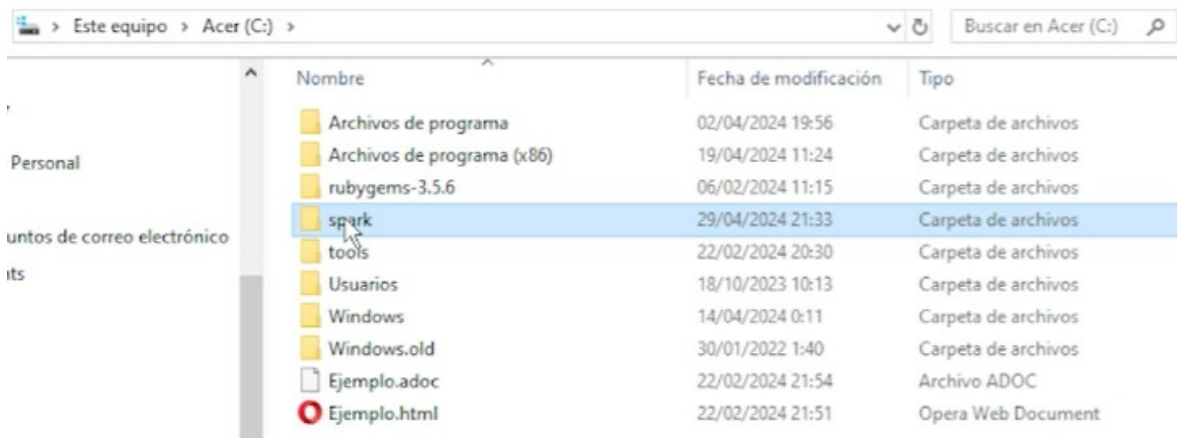 Este equipo > Acer (C:) > Buscar en Acer (C:)
Nombre Fecha de modificación Tipo
Archivos de programa 02/04/2024 19:56 Carpeta de archivos
Archivos de programa (x86) 19/04/2024 11:24 Carpeta de archivos
Personal
rubygems-3.5.6 06/02/2024 11:15 Carpeta de archivos
spark 29/04/2024 21:33 Carpeta de archivos
untos de correo electrónico
tools 22/02/2024 20:30 Carpeta de archivos
nts
Usuarios 18/10/2023 10:13 Carpeta de archivos
Windows 14/04/2024 0:11 Carpeta de archivos
Windows.old 30/01/2022 1:40 Carpeta de archivos
Ejemplo.adoc 22/02/2024 21:54 Archivo ADOC
Ejemplo.html 22/02/2024 21:51 Opera Web Document